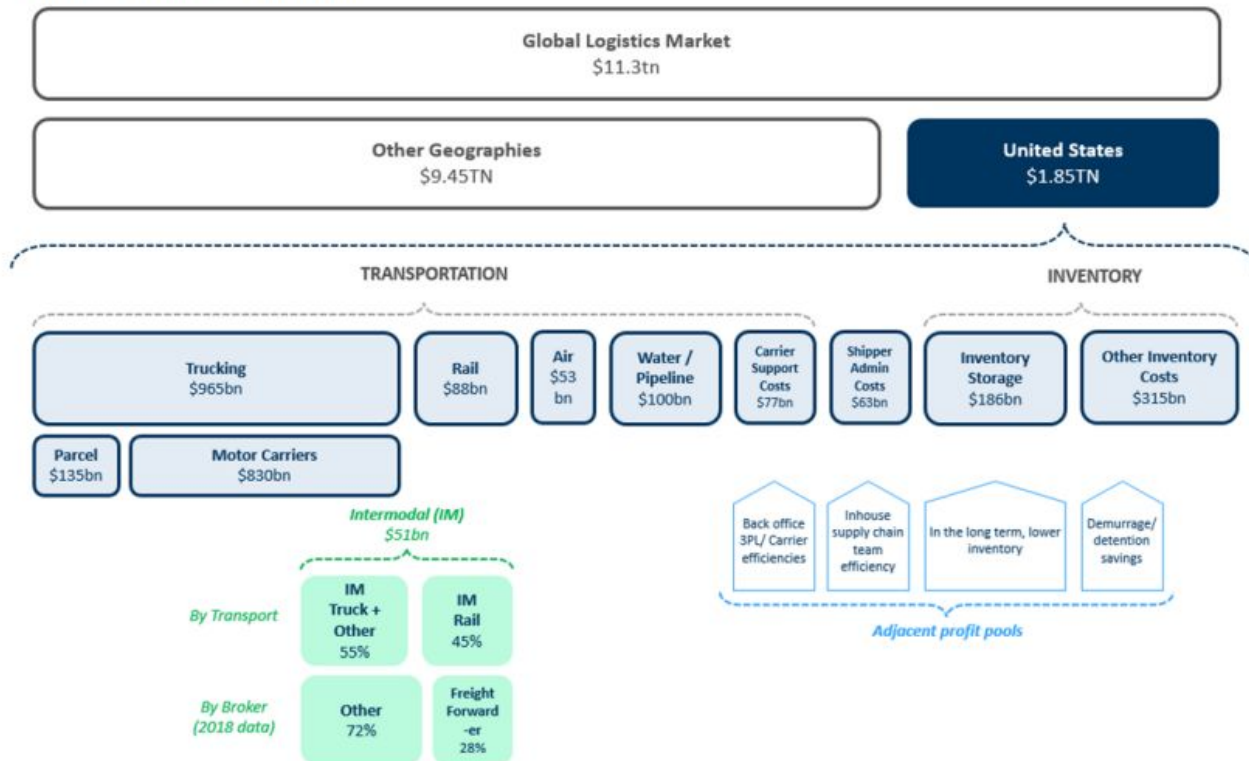 Global Logistics Market
$11.3tn
Other Geographies
$9.45TN
United States
$1.85TN
TRANSPORTATION
INVENTORY
Trucking
$965bn
Rail
$88bn
Air
$53
bn
Water /
Pipeline
$100bn
Carrier
Support
Costs
$77bn
Shipper
Admin
Costs
$63bn
Inventory
Storage
$186bn
Other Inventory
Costs
$315bn
Parcel
$135bn
Motor Carriers
$830bn
Intermodal (IM)
$51bn
By Transport
IM
Truck +
Other
55%
IM
Rail
45%
By Broker
(2018 data)
Other
72%
Freight
Forward
-er
28%
Back office
3PL/ Carrier
efficiencies
Inhouse
supply chain
team
efficiency
In the long term, lower
inventory
Demurrage/
detention
savings
Adjacent profit pools